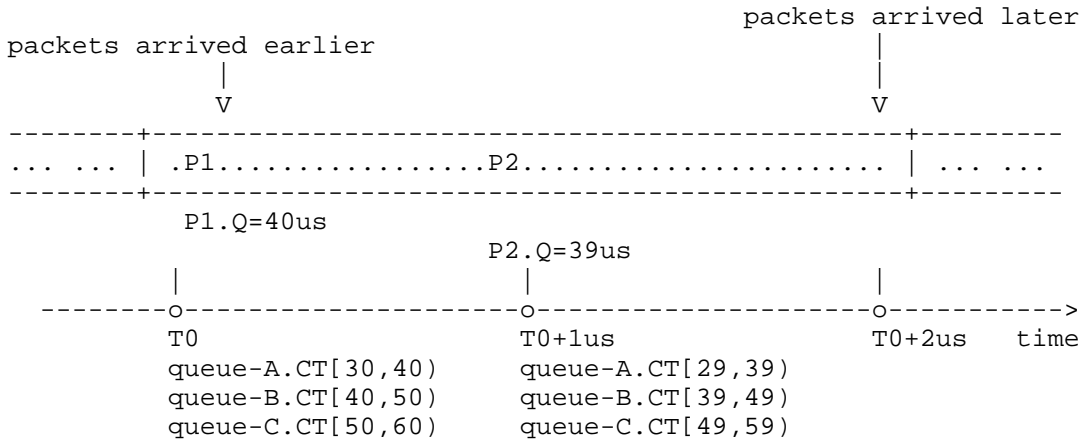 packets arrived later
packets arrived earlier |
| |
V V
--------+-----------------------------------------------+---------
... ... | .P1.................P2....................... | ... ...
--------+-----------------------------------------------+---------
P1.Q=40us
P2.Q=39us
| | |
--------o---------------------o---------------------o----------->
T0 T0+1us T0+2us time
queue-A.CT[30,40) queue-A.CT[29,39)
queue-B.CT[40,50) queue-B.CT[39,49)
queue-C.CT[50,60) queue-C.CT[49,59)